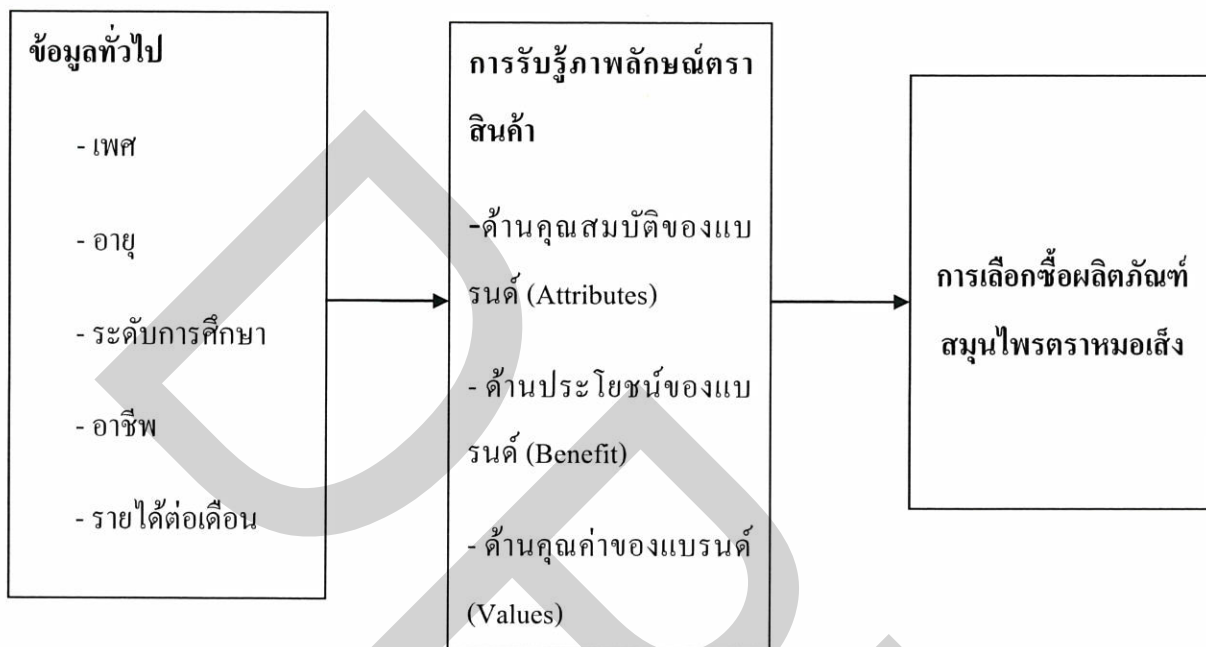 ข้อมูลทั่วไป
- เพศ
- อายุ
- ระดับการศึกษา
- อาชีพ
- รายได้ต่อเดือน
การรับรู้ภาพลักษณ์ตรา
สินค้า
-ด้านคุณสมบัติของแบ
รนด์ (Attributes)
- ด้านประโยชน์ของแบ
รนด์ (Benefit)
- ด้านคุณค่าของแบรนด์
(Values)
การเลือกซื้อผลิตภัณฑ์
สมุนไพรตราหมอเส็ง